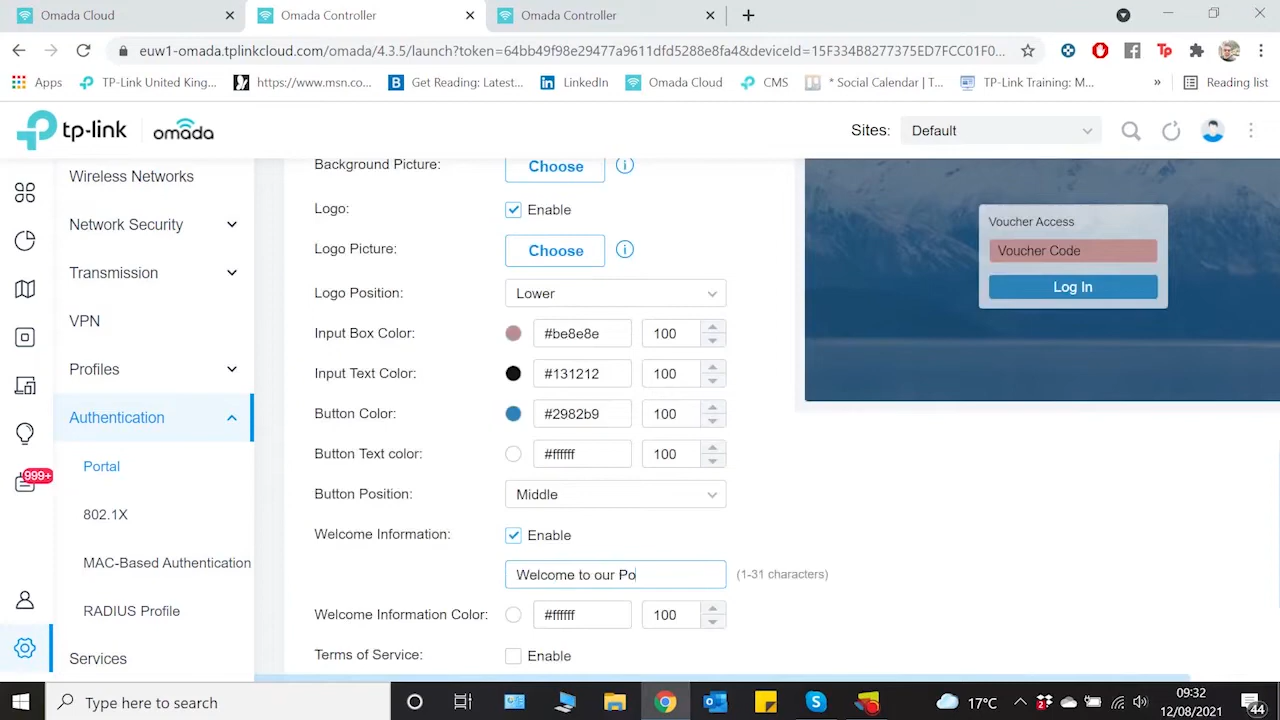 Omada Cloud
Omada Controller
Omada Controller
euw1-omada.tplinkcloud.com/omada/4.3.5/launch?token=64bb49f98e29477a9611dfd5288e8fa4&deviceId=15F334B8277375ED7FCC01F0...
Apps
TP-Link United King...
https://www.msn.co...
Get Reading: Latest...
LinkedIn
Omada Cloud
CMS
* Social Calendar | T...
TP-Link Training: M...
»
Reading list
tp-link
omada
Sites:
Default
Wireless Networks
Network Security
Transmission
VPN
Profiles
Authentication
Portal
802.1X
MAC-Based Authentication
RADIUS Profile
Services
999+
Background Picture:
Choose
Logo:
Enable
Logo Picture:
Choose
Logo Position:
Lower
Input Box Color:
#be8e8e
100
Input Text Color:
#131212
100
Button Color:
#2982b9
100
Button Text color:
#ffffff
100
Button Position:
Middle
Welcome Information:
Enable
Welcome to our Po
(1-31 characters)
Welcome Information Color:
#ffffff
100
Terms of Service:
Enable
Voucher Access
Voucher Code
Log In
Type here to search
2
17°C
09:32
12/08/2021
44